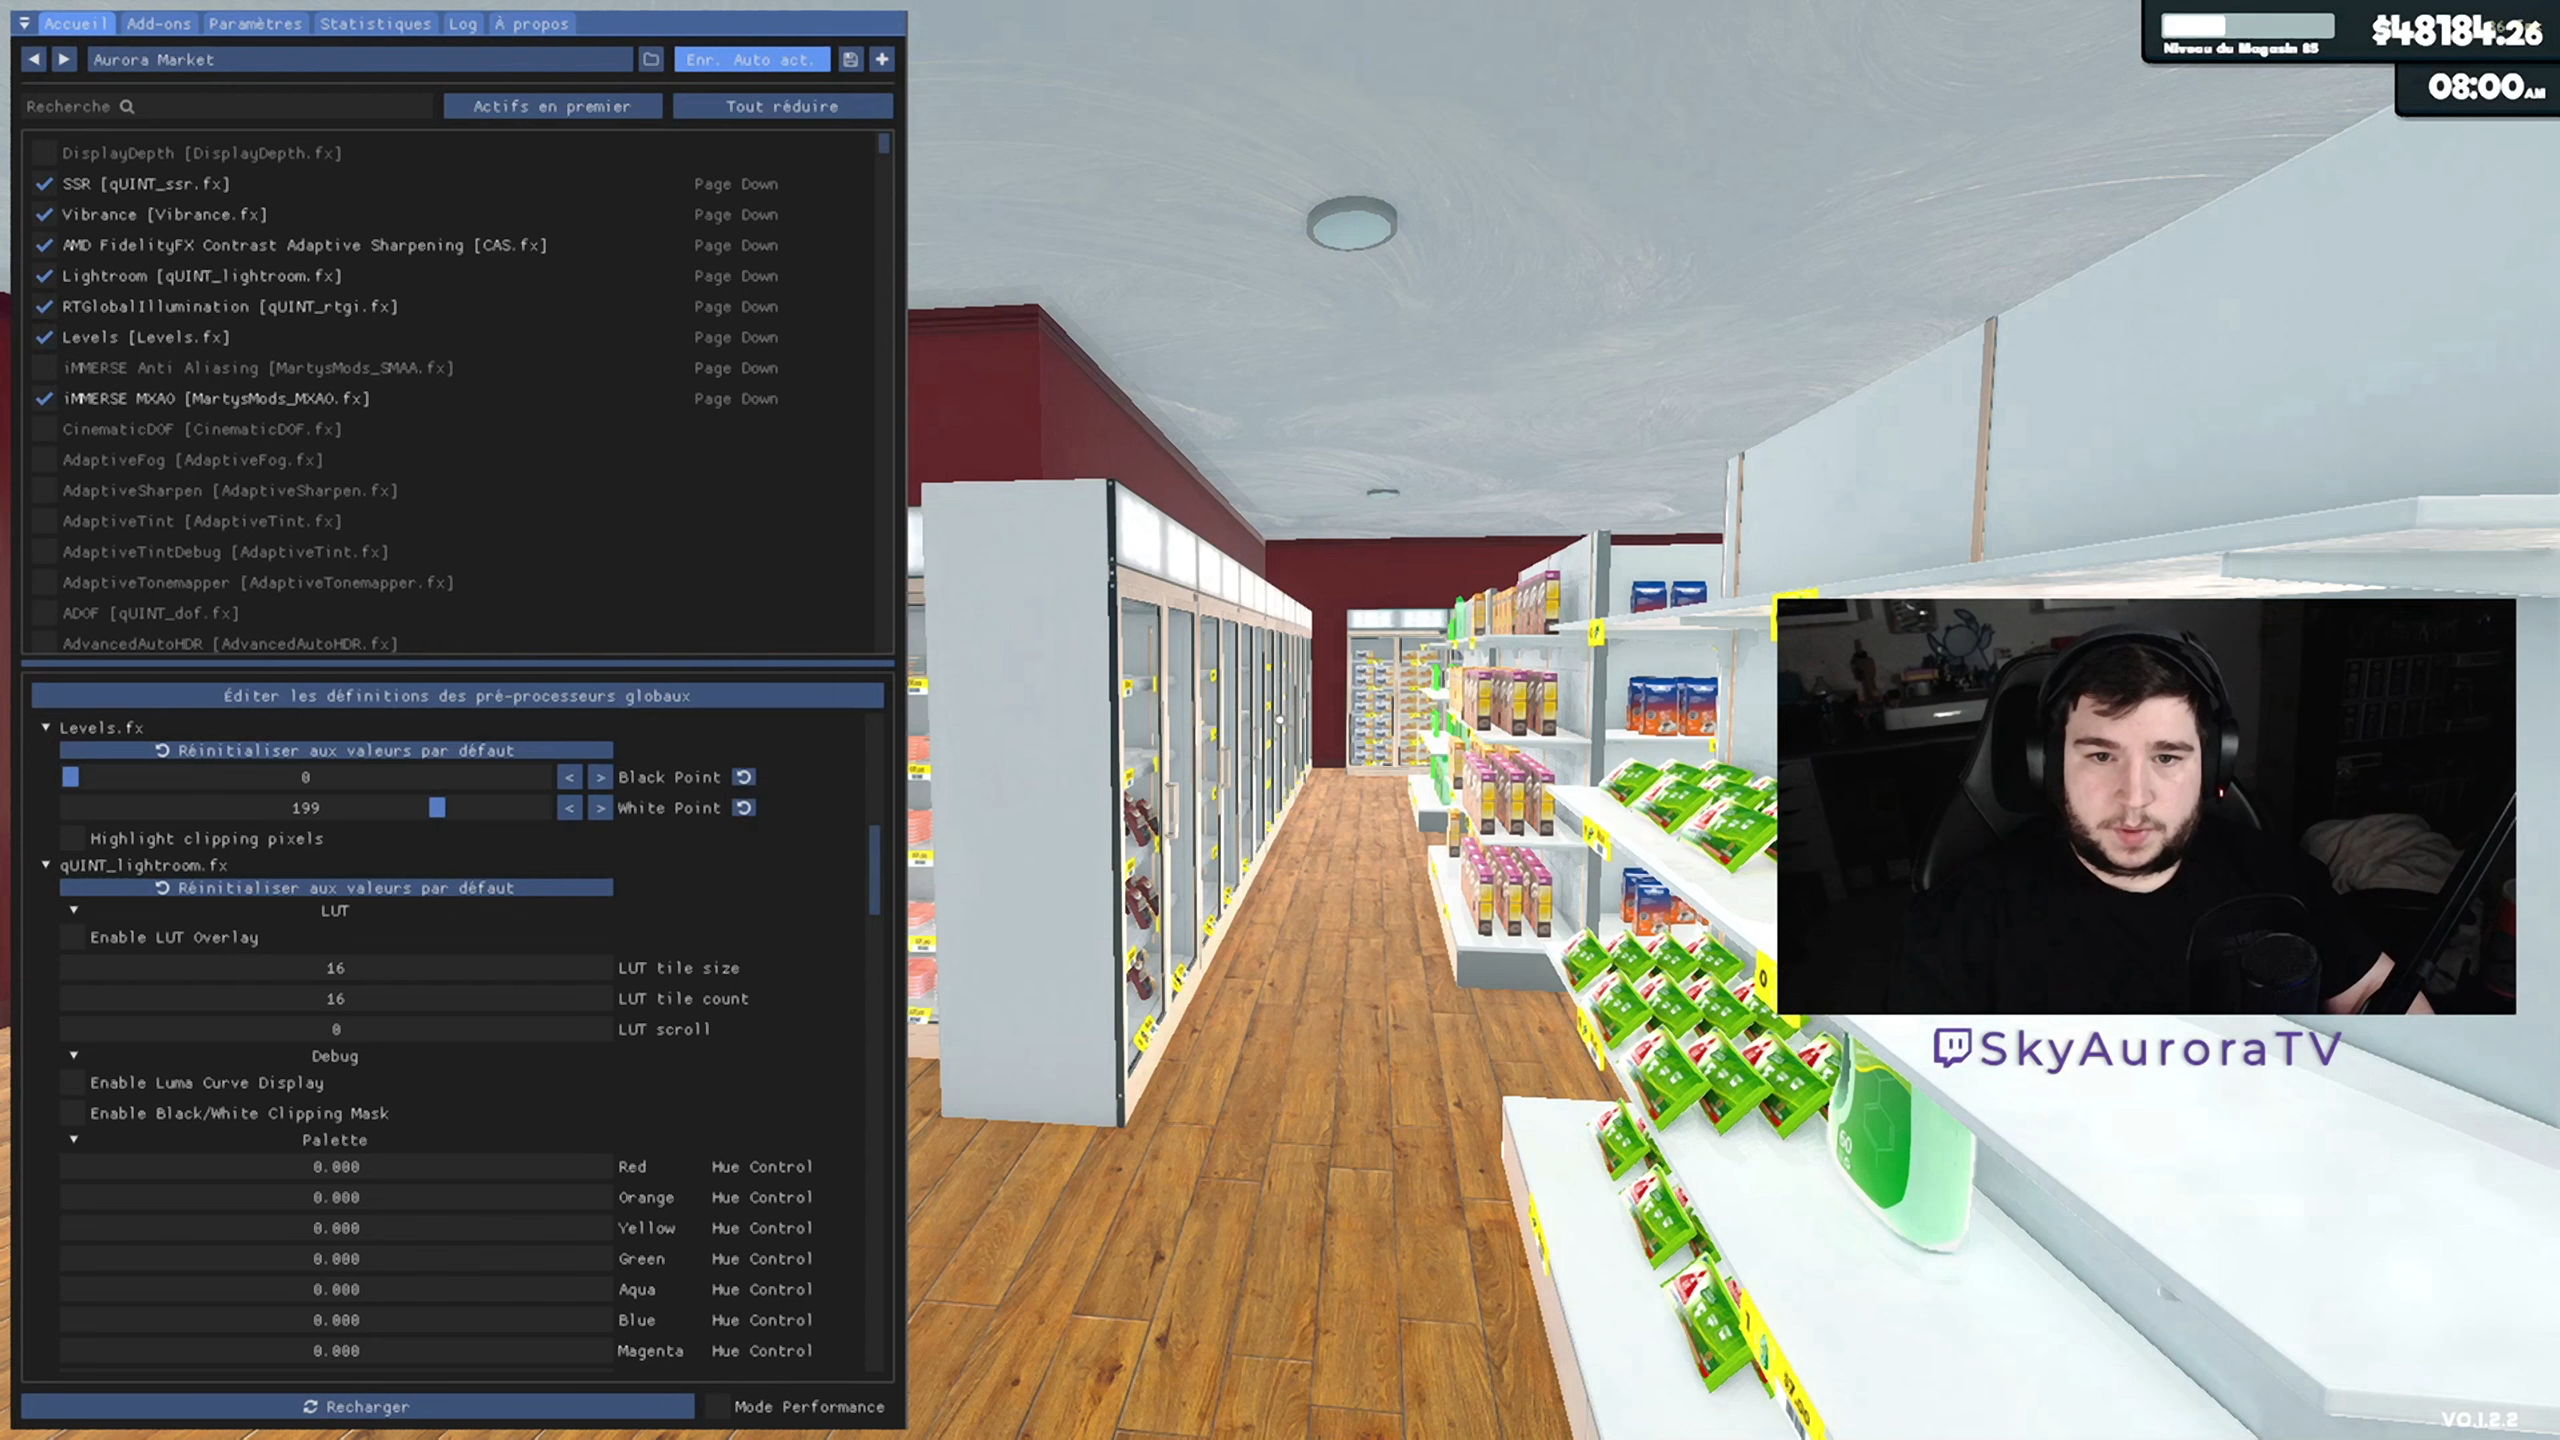 Accueil Add-ons Paramètres Statistiques Log À propos
Aurora Market Enr. Auto act.
Recherche Actifs en premier Tout réduire
DisplayDepth [DisplayDepth.fx]
SSR [qUINT_ssr.fx] Page Down
Vibrance [Vibrance.fx] Page Down
AMD FidelityFX Contrast Adaptive Sharpening [CAS.fx] Page Down
Lightroom [qUINT_lightroom.fx] Page Down
RTGlobalIllumination [qUINT_rtgi.fx] Page Down
Levels [Levels.fx] Page Down
iMMERSE Anti Aliasing [MartysMods_SMAA.fx] Page Down
iMMERSE MXAO [MartysMods_MXAO.fx] Page Down
CinematicDOF [CinematicDOF.fx]
AdaptiveFog [AdaptiveFog.fx]
AdaptiveSharpen [AdaptiveSharpen.fx]
AdaptiveTint [AdaptiveTint.fx]
AdaptiveTintDebug [AdaptiveTint.fx]
AdaptiveTonemapper [AdaptiveTonemapper.fx]
ADOF [qUINT_dof.fx]
AdvancedAutoHDR [AdvancedAutoHDR.fx]
Éditer les définitions des pré-processeurs globaux
Levels.fx
Réinitialiser aux valeurs par défaut
0 < > Black Point
199 < > White Point
Highlight clipping pixels
qUINT_lightroom.fx
Réinitialiser aux valeurs par défaut
LUT
Enable LUT Overlay
16 LUT tile size
16 LUT tile count
0 LUT scroll
Debug
Enable Luma Curve Display
Enable Black/White Clipping Mask
Palette
0.000 Red Hue Control
0.000 Orange Hue Control
0.000 Yellow Hue Control
0.000 Green Hue Control
0.000 Aqua Hue Control
0.000 Blue Hue Control
0.000 Magenta Hue Control
Recharger Mode Performance
$48184.26
Niveau du Magasin 85
08:00AM
SkyAuroraTV
$7.90
V0.1.2.2